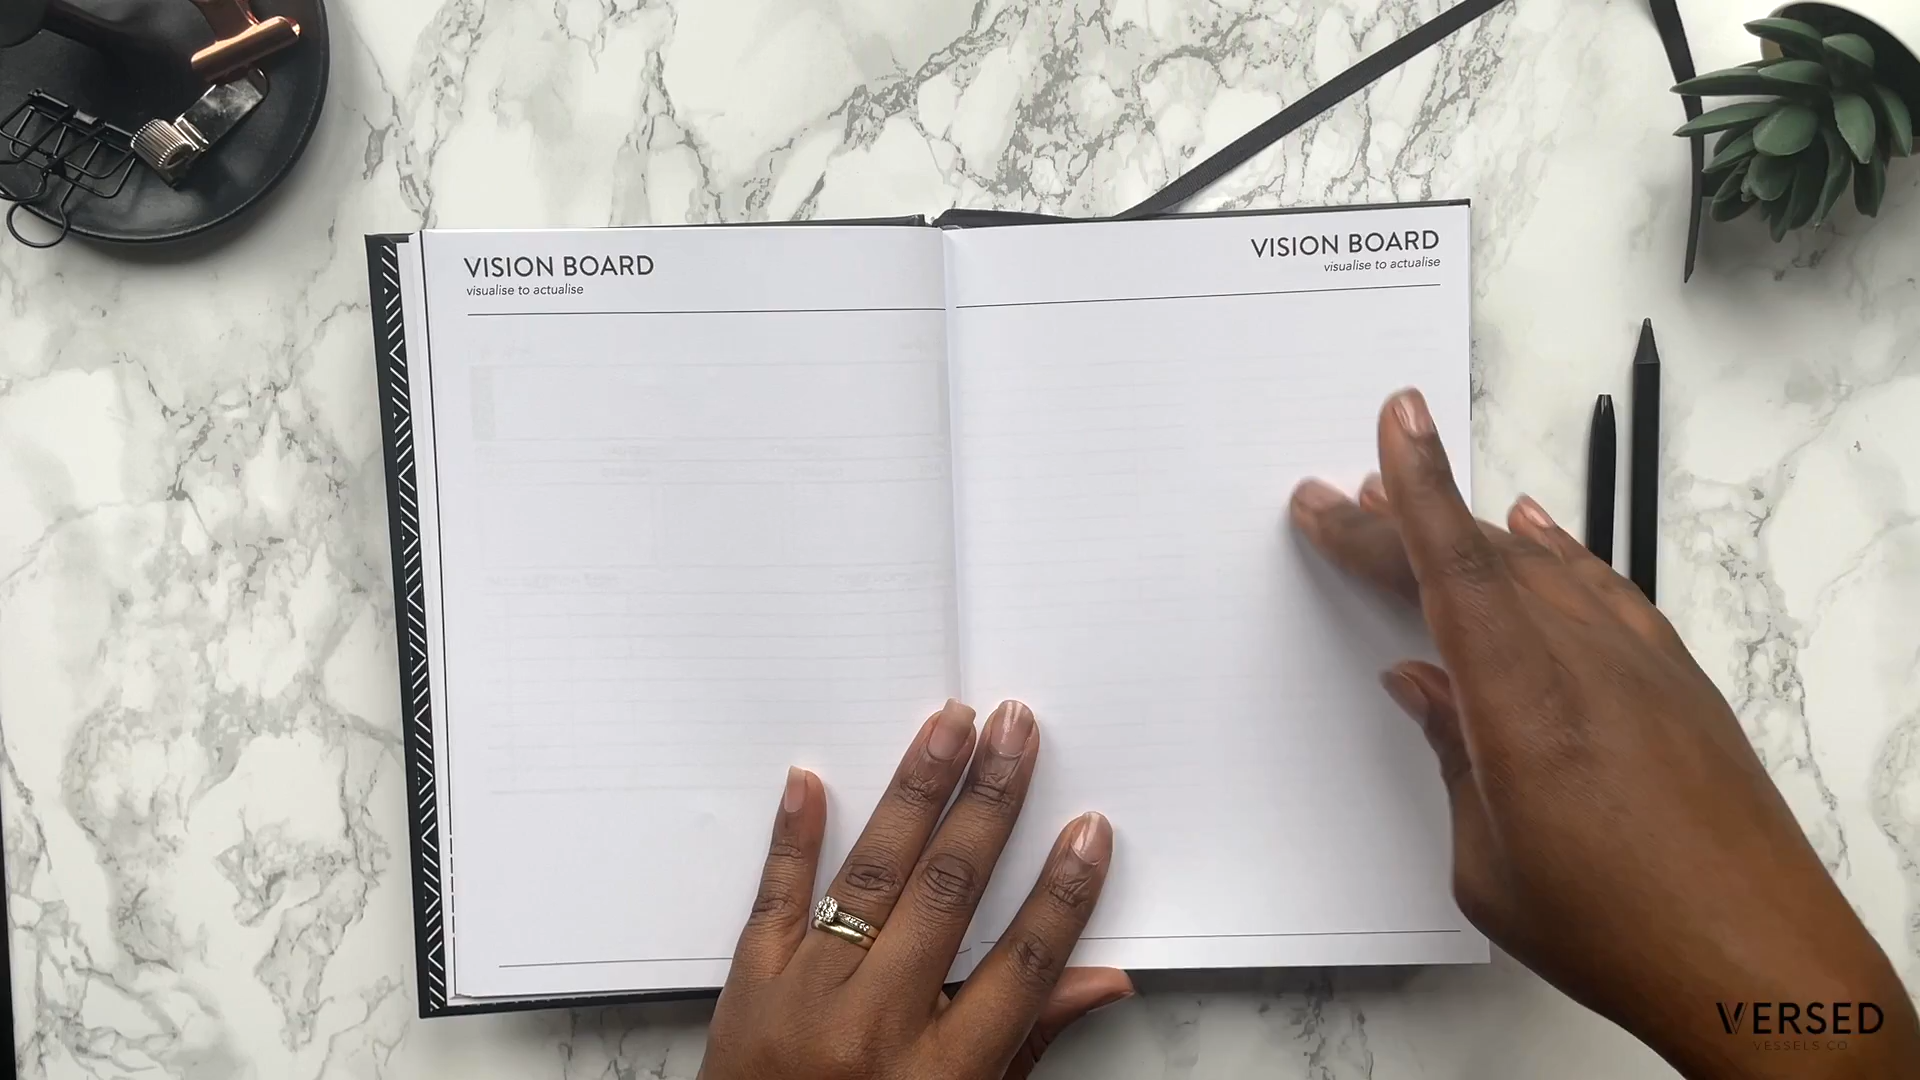 VISION BOARD
visualise to actualise
VISION BOARD
visualise to actualise
VERSED
VESSELS CO.